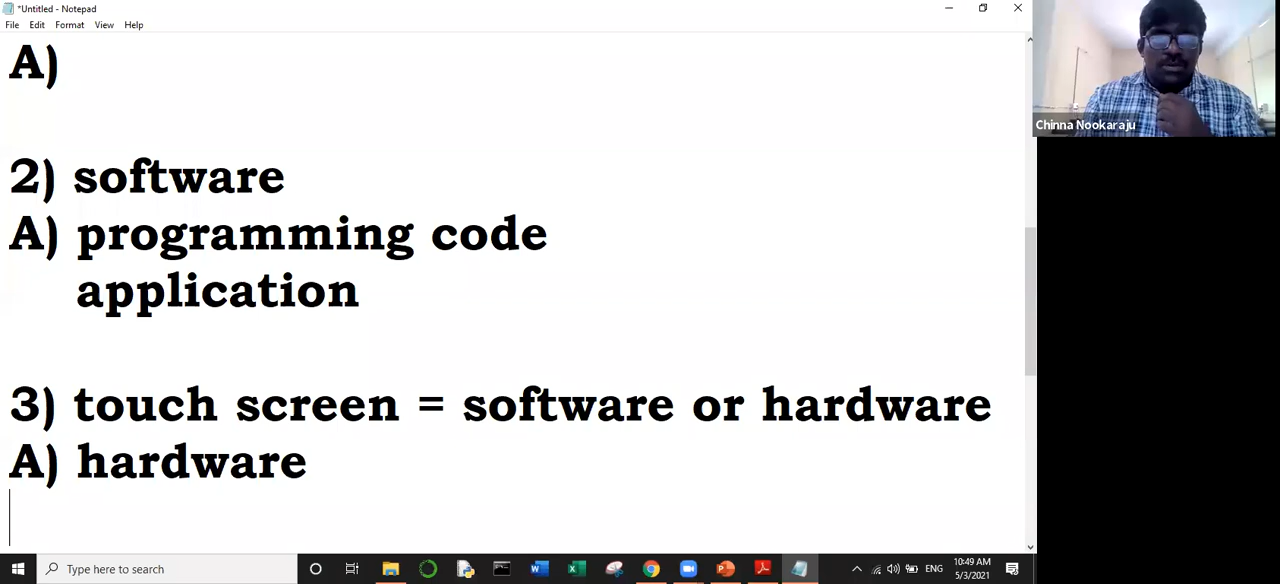 *Untitled - Notepad
File Edit Format View Help
A)
2) software
A) programming code
application
3) touch screen = software or hardware
A) hardware
Chinna Nookaraju
Type here to search
ENG
10:49 AM
5/3/2021